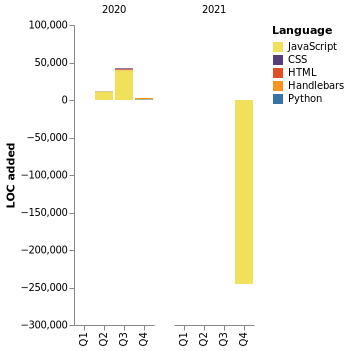 2020 2021
100,000
50,000
0
−50,000
−100,000
−150,000
−200,000
−250,000
−300,000
LOC added
Q1 Q2 Q3 Q4 Q1 Q2 Q3 Q4
Language
JavaScript
CSS
HTML
Handlebars
Python